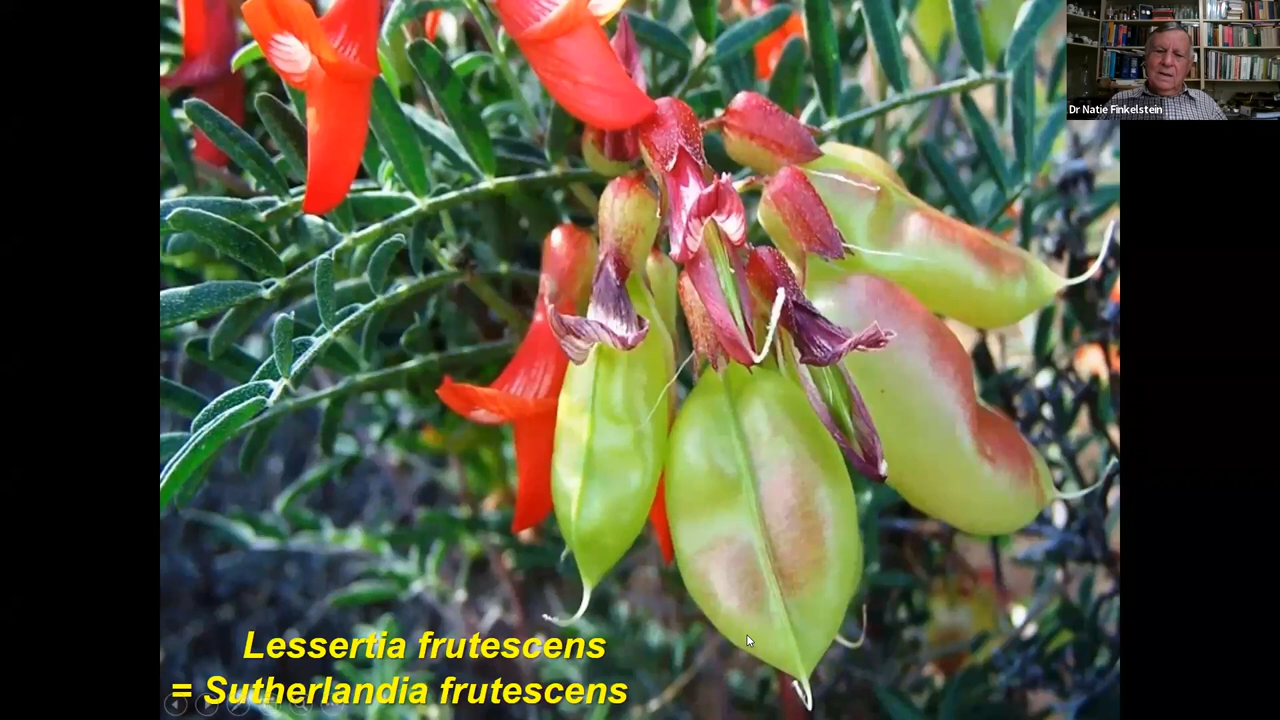 Dr Natie Finkelstein
Lessertia frutescens
= Sutherlandia frutescens